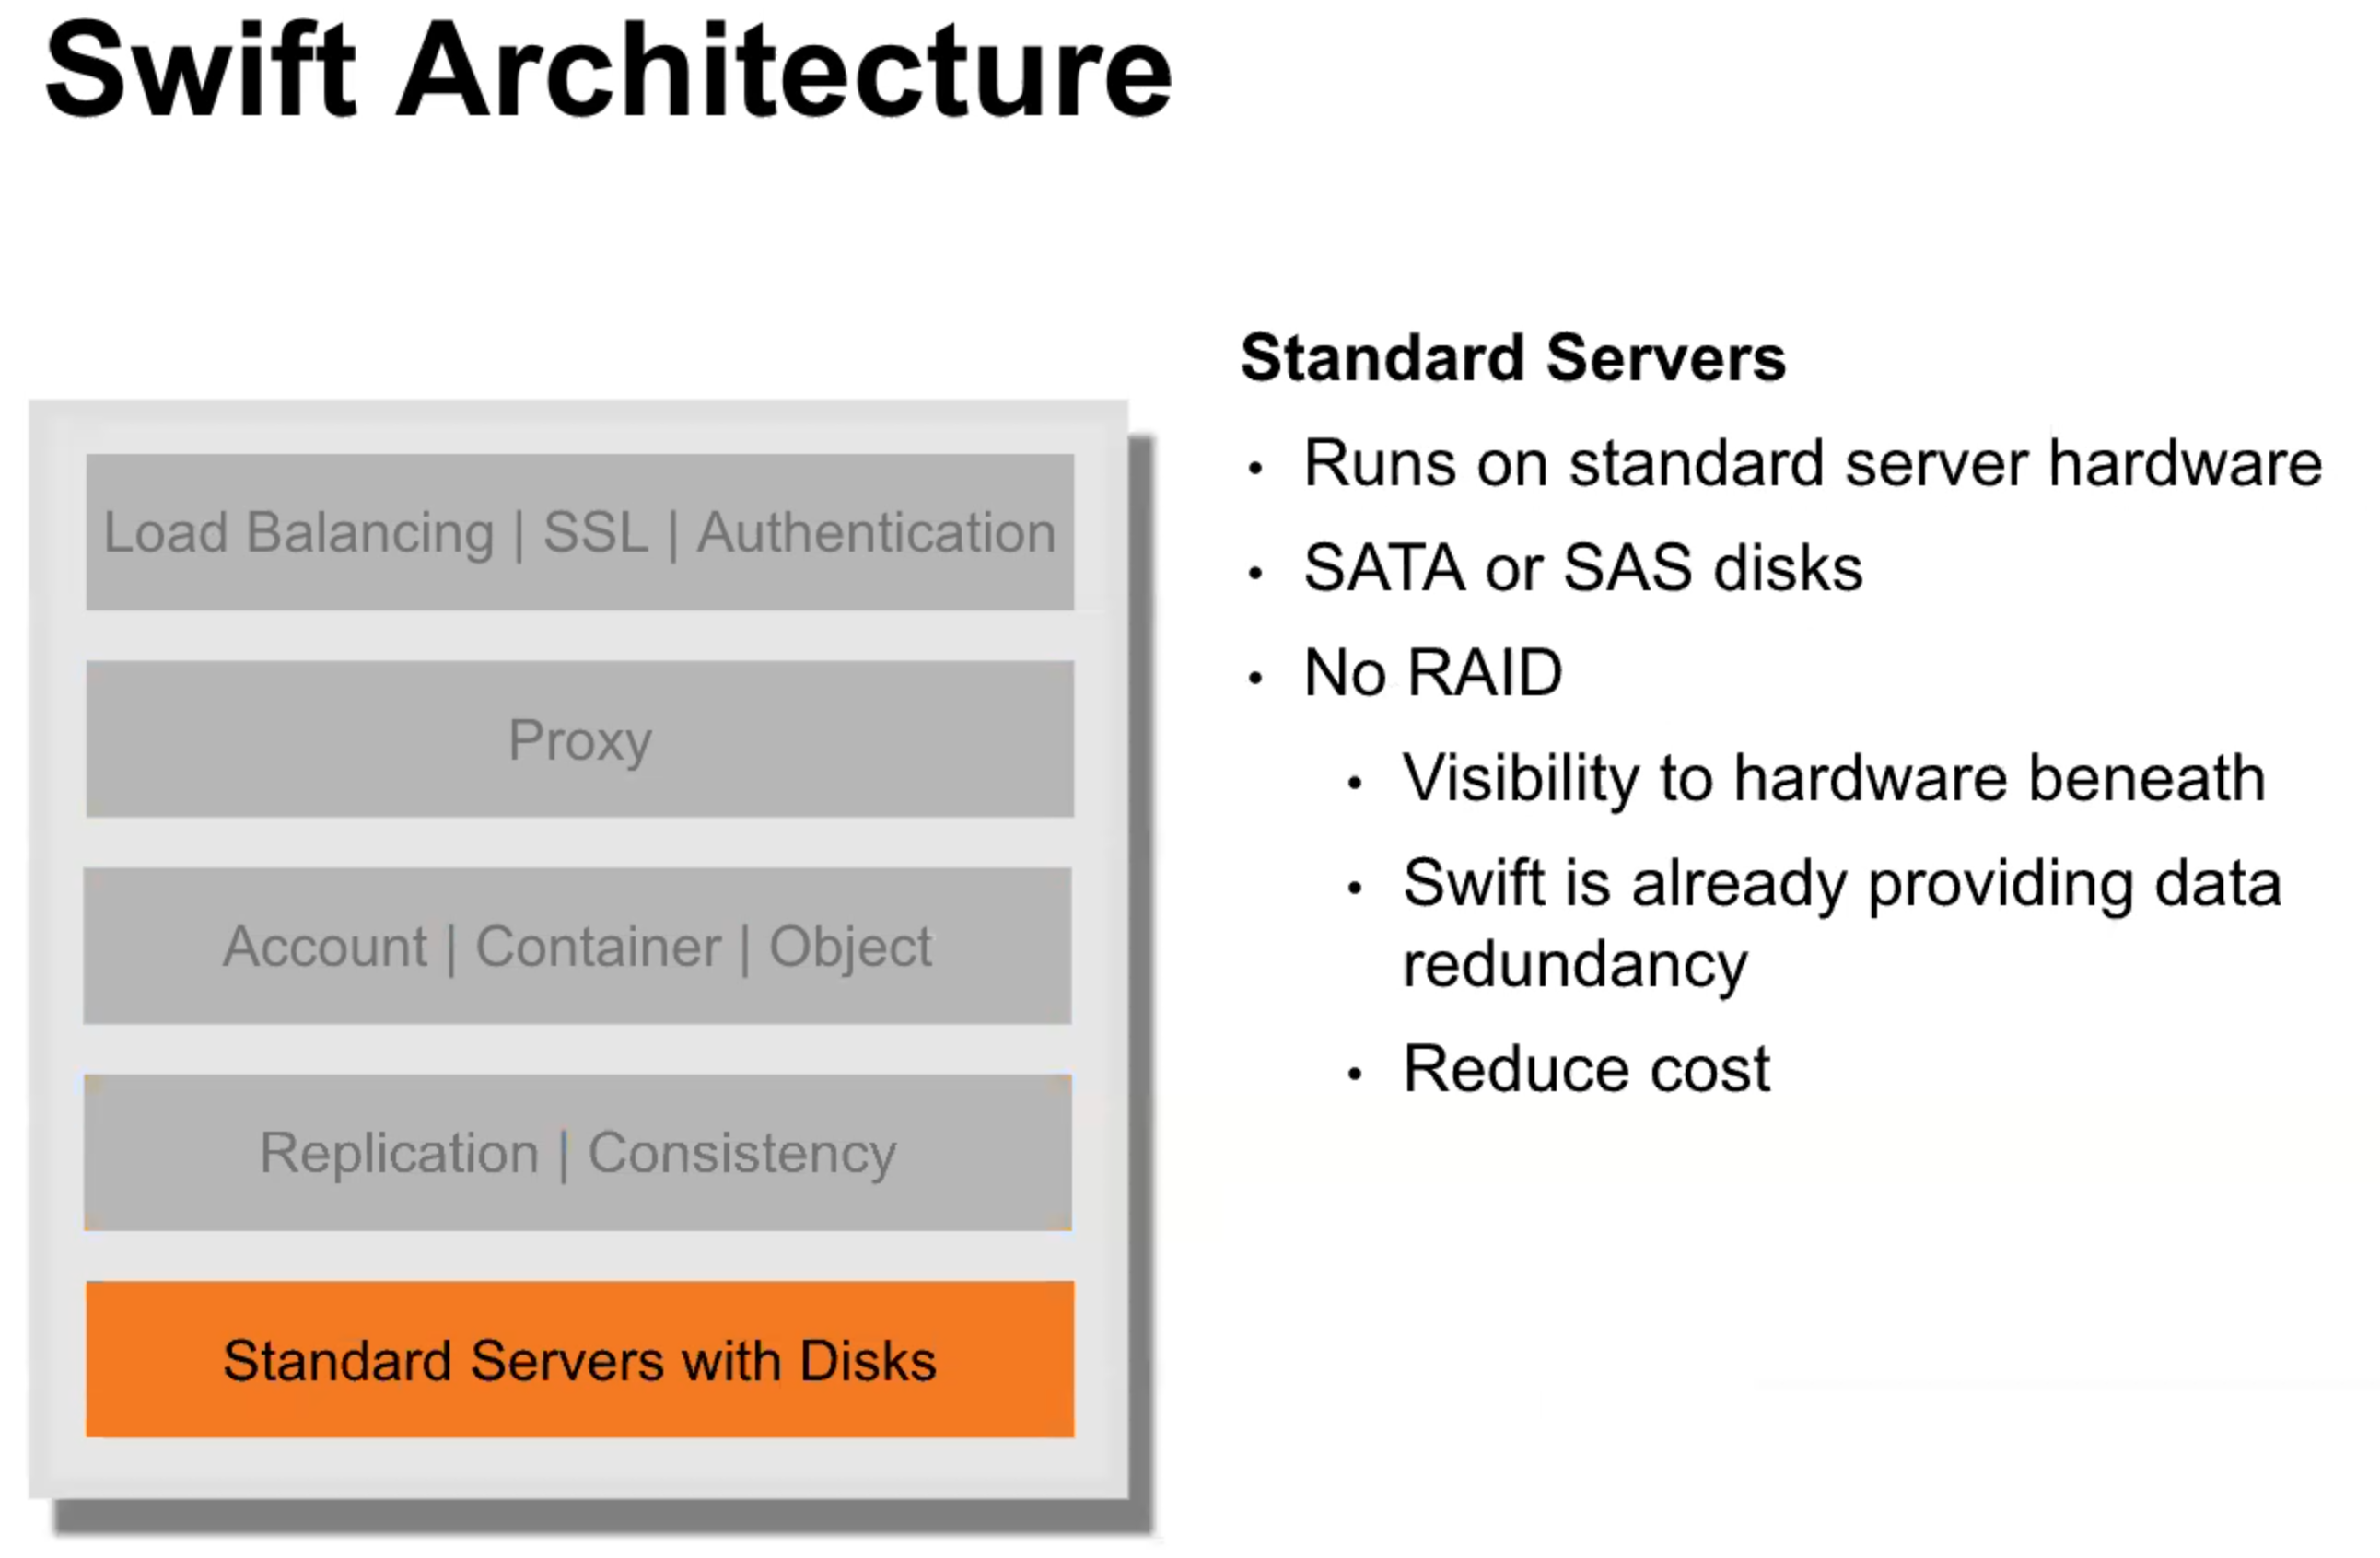 Swift Architecture
Load Balancing | SSL | Authentication
Proxy
Account | Container | Object
Replication | Consistency
Standard Servers with Disks
Standard Servers
• Runs on standard server hardware
• SATA or SAS disks
• No RAID
• Visibility to hardware beneath
• Swift is already providing data
redundancy
• Reduce cost